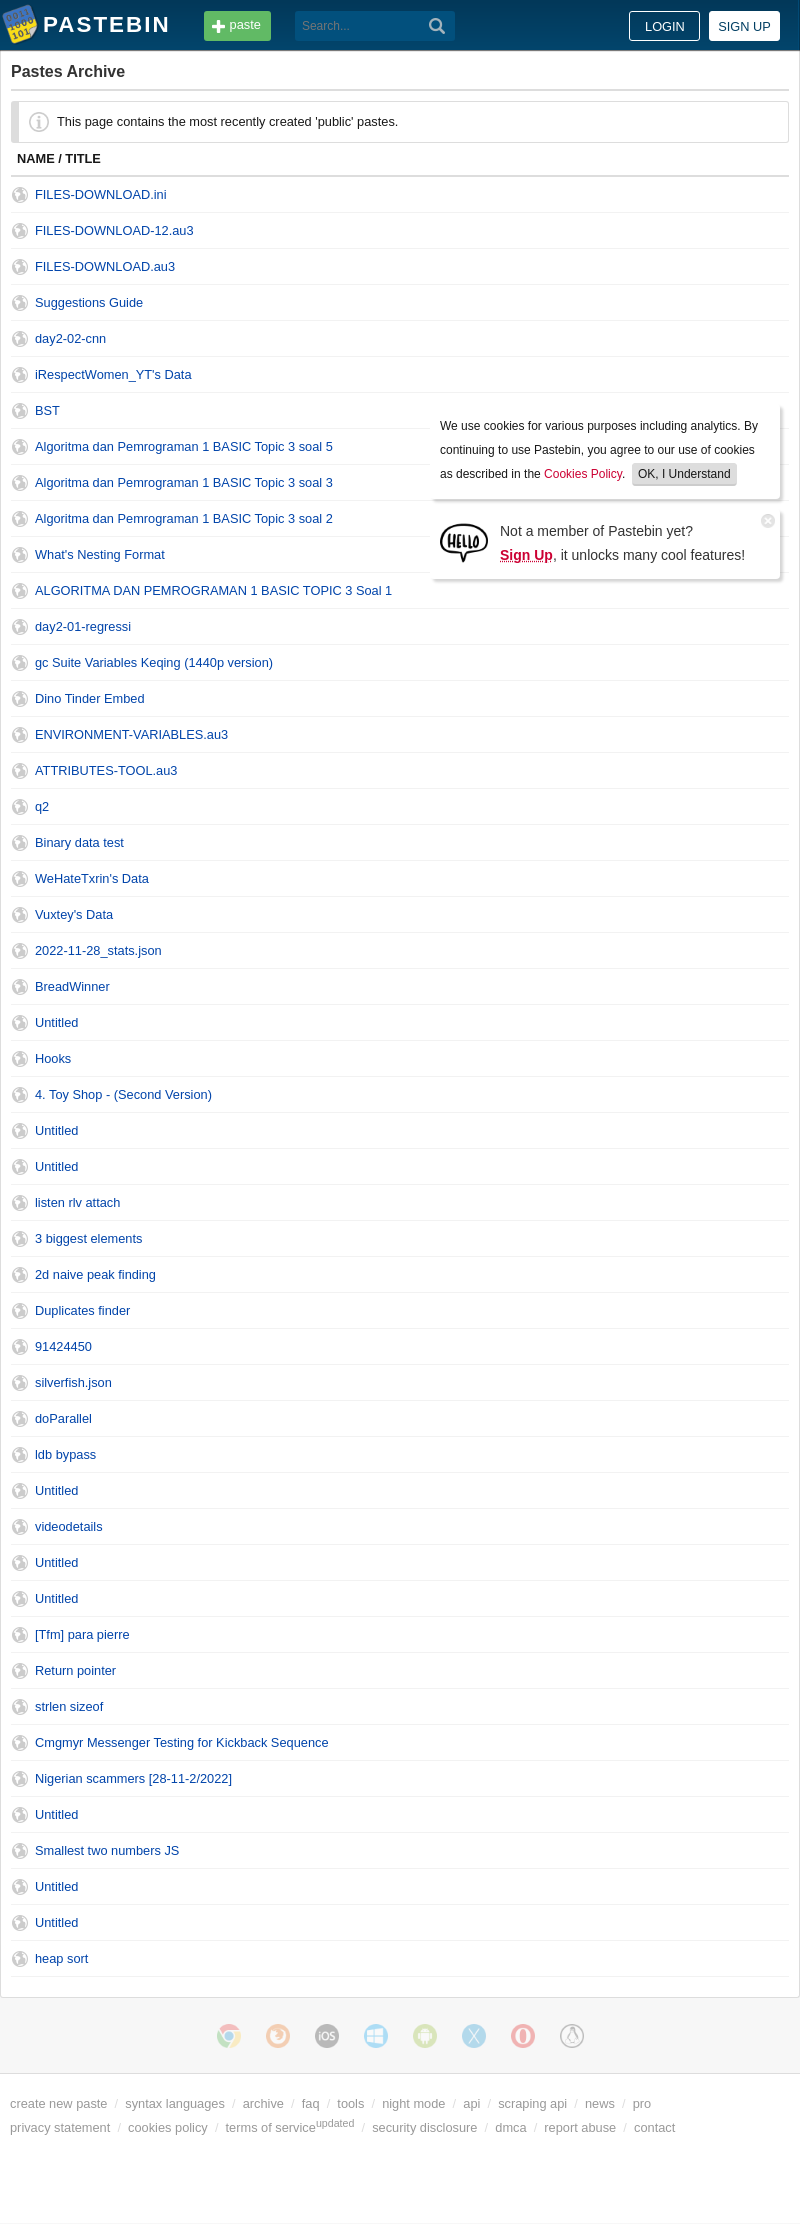 PASTEBIN paste Search... LOGIN SIGN UP
Pastes Archive
This page contains the most recently created 'public' pastes.
NAME / TITLE
FILES-DOWNLOAD.ini
FILES-DOWNLOAD-12.au3
FILES-DOWNLOAD.au3
Suggestions Guide
day2-02-cnn
iRespectWomen_YT's Data
BST
Algoritma dan Pemrograman 1 BASIC Topic 3 soal 5
Algoritma dan Pemrograman 1 BASIC Topic 3 soal 3
Algoritma dan Pemrograman 1 BASIC Topic 3 soal 2
What's Nesting Format
ALGORITMA DAN PEMROGRAMAN 1 BASIC TOPIC 3 Soal 1
We use cookies for various purposes including analytics. By
continuing to use Pastebin, you agree to our use of cookies
as described in the Cookies Policy. OK, I Understand
HELLO
Not a member of Pastebin yet?
Sign Up, it unlocks many cool features!
day2-01-regressi
gc Suite Variables Keqing (1440p version)
Dino Tinder Embed
ENVIRONMENT-VARIABLES.au3
ATTRIBUTES-TOOL.au3
q2
Binary data test
WeHateTxrin's Data
Vuxtey's Data
2022-11-28_stats.json
BreadWinner
Untitled
Hooks
4. Toy Shop - (Second Version)
Untitled
Untitled
listen rlv attach
3 biggest elements
2d naive peak finding
Duplicates finder
91424450
silverfish.json
doParallel
ldb bypass
Untitled
videodetails
Untitled
Untitled
[Tfm] para pierre
Return pointer
strlen sizeof
Cmgmyr Messenger Testing for Kickback Sequence
Nigerian scammers [28-11-2/2022]
Untitled
Smallest two numbers JS
Untitled
Untitled
heap sort
iOS
create new paste / syntax languages / archive / faq / tools / night mode / api / scraping api / news / pro
privacy statement / cookies policy / terms of serviceupdated / security disclosure / dmca / report abuse / contact